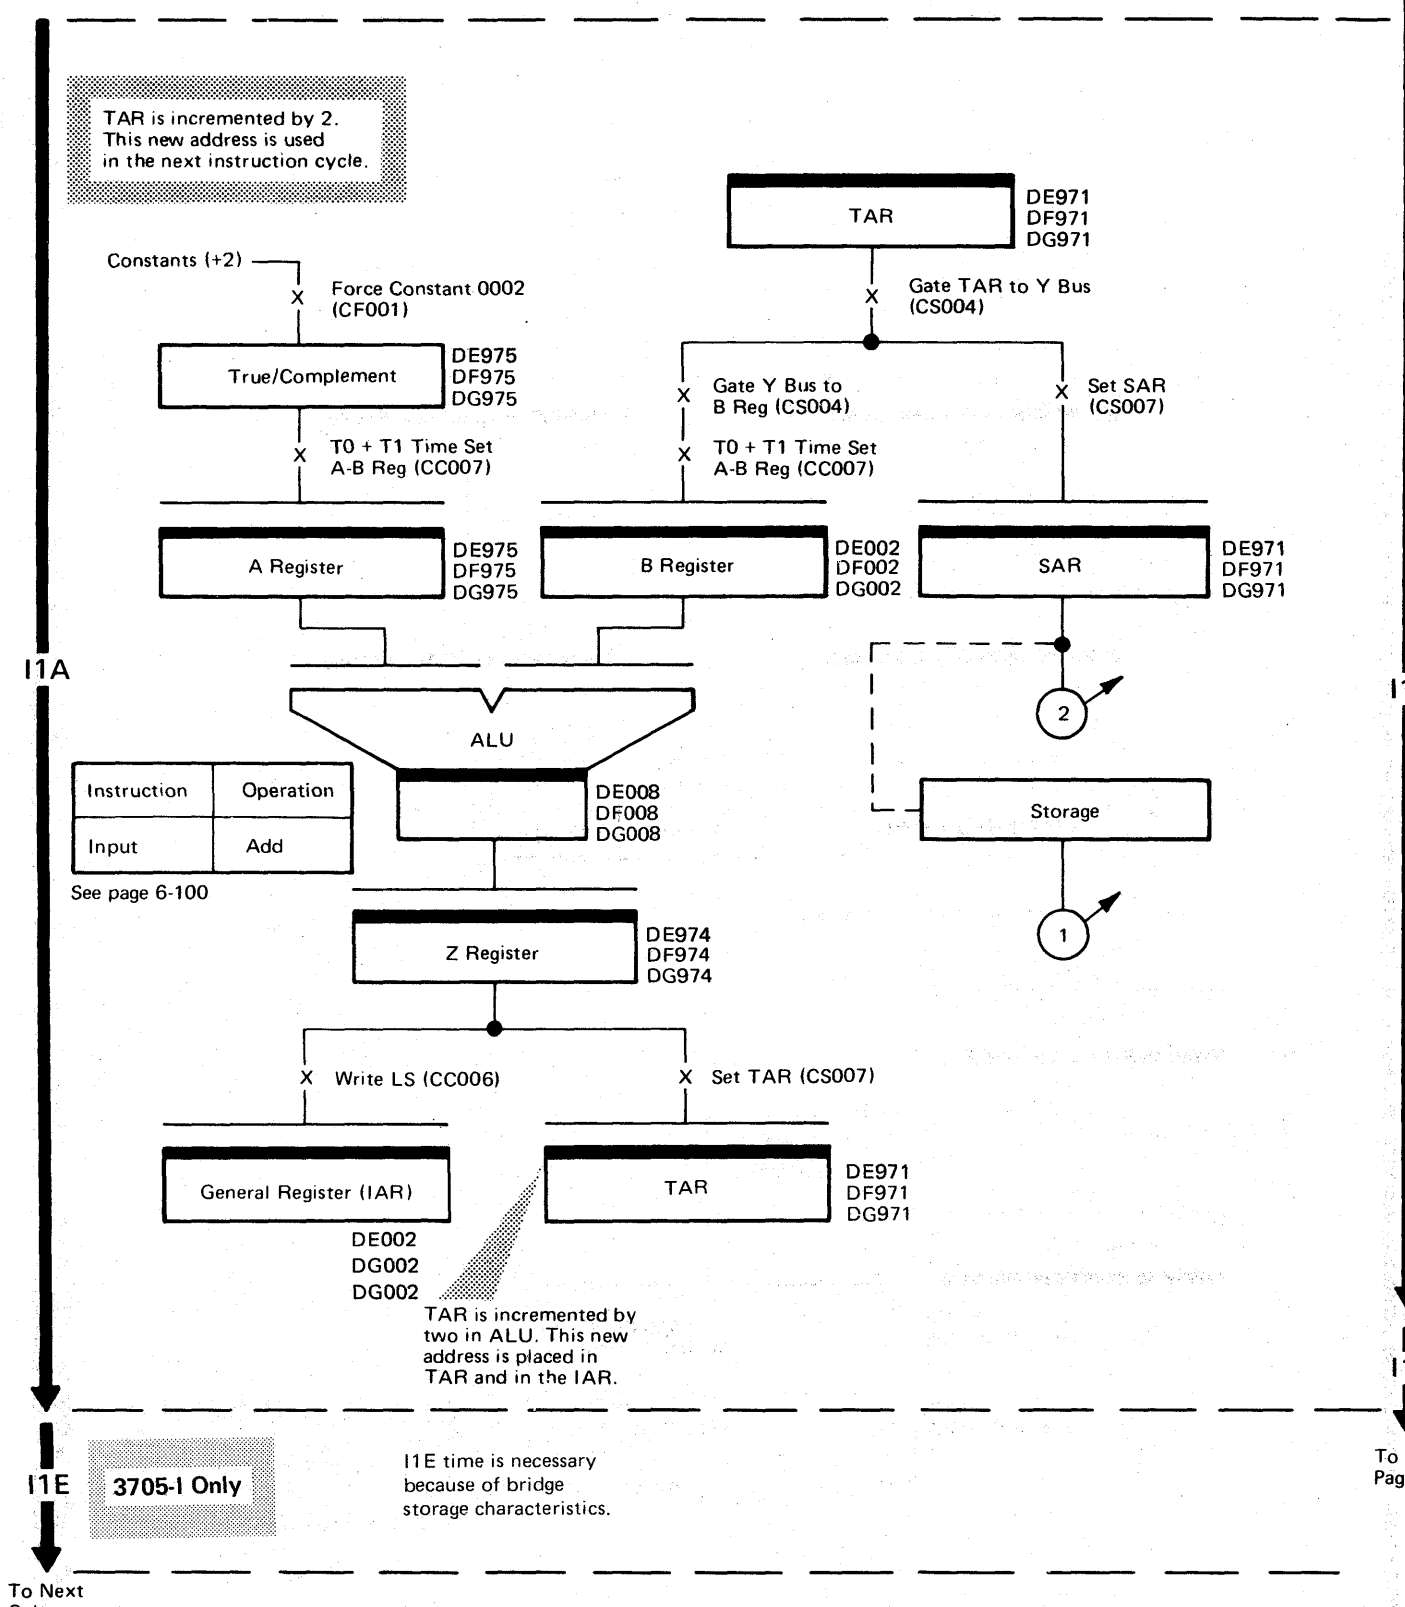 TAR is incremented by 2.
This new address is used
in the next instruction cycle.
TAR
DE971
DF971
DG971
Constants (+2)
X
Force Constant 0002
(CF001)
X
Gate TAR to Y Bus
(CS004)
True/Complement
DE975
DF975
DG975
X
Gate Y Bus to
B Reg (CS004)
X
Set SAR
(CS007)
X
T0 + T1 Time Set
A-B Reg (CC007)
X
T0 + T1 Time Set
A-B Reg (CC007)
A Register
DE975
DF975
DG975
B Register
DE002
DF002
DG002
SAR
DE971
DF971
DG971
I1A
2
ALU
Instruction Operation
Input Add
See page 6-100
DE008
DF008
DG008
Storage
1
Z Register
DE974
DF974
DG974
X
Write LS (CC006)
X
Set TAR (CS007)
General Register (IAR)
DE002
DG002
DG002
TAR
DE971
DF971
DG971
TAR is incremented by
two in ALU. This new
address is placed in
TAR and in the IAR.
I1E
3705-I Only
I1E time is necessary
because of bridge
storage characteristics.
To
To Next